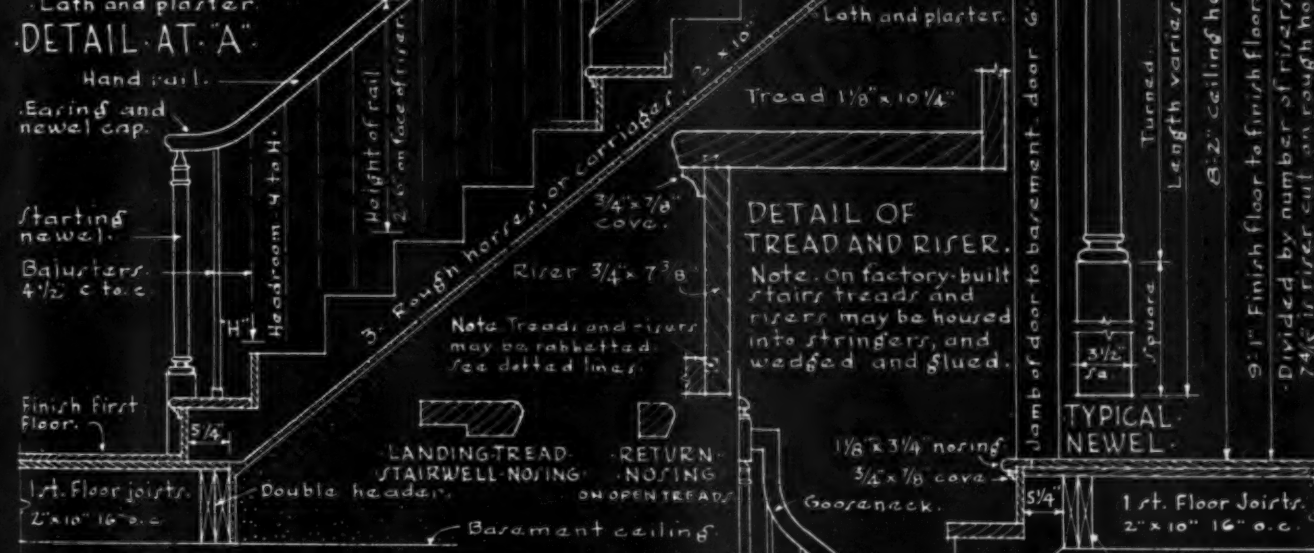 Lath and plaster.
·DETAIL·AT·"A"·
Hand rail.
Easing and
newel cap.
Starting
newel.
Balusters.
4½" c. to. c.
Finish first
floor.
5¼"
1st. Floor joists.
2"x10" 16" o.c.
Double header.
Basement ceiling.
H"
Headroom - 4 to H.
Height of rail
2'-6" on face of riser.
3- Rough horses, or carriages. 2"x10"
Lath and plaster.
Tread 1⅛"x10¼"
¾"x⅞"
cove.
Riser ¾"x7⅜"
Note. Treads and risers
may be rabbetted.
See dotted lines.
·LANDING·TREAD·
·STAIRWELL·NOSING·
·RETURN·
NOSING
ON OPEN TREADS
DETAIL OF
TREAD AND RISER.
Note. On factory-built
stairs treads and
risers may be housed
into stringers, and
wedged and glued.
1⅛"x3¼" nosing
¾"x⅞" cove
Gooseneck.
Jamb of door to basement. door 6'
Turned.
Length varies
Square
3½"
sq.
TYPICAL·
NEWEL·
8'-2" ceiling
9'-1" Finish floor to finish floor
·Divided by number of risers
5¼"
1st. Floor Joists.
2"x10" 16" o.c.